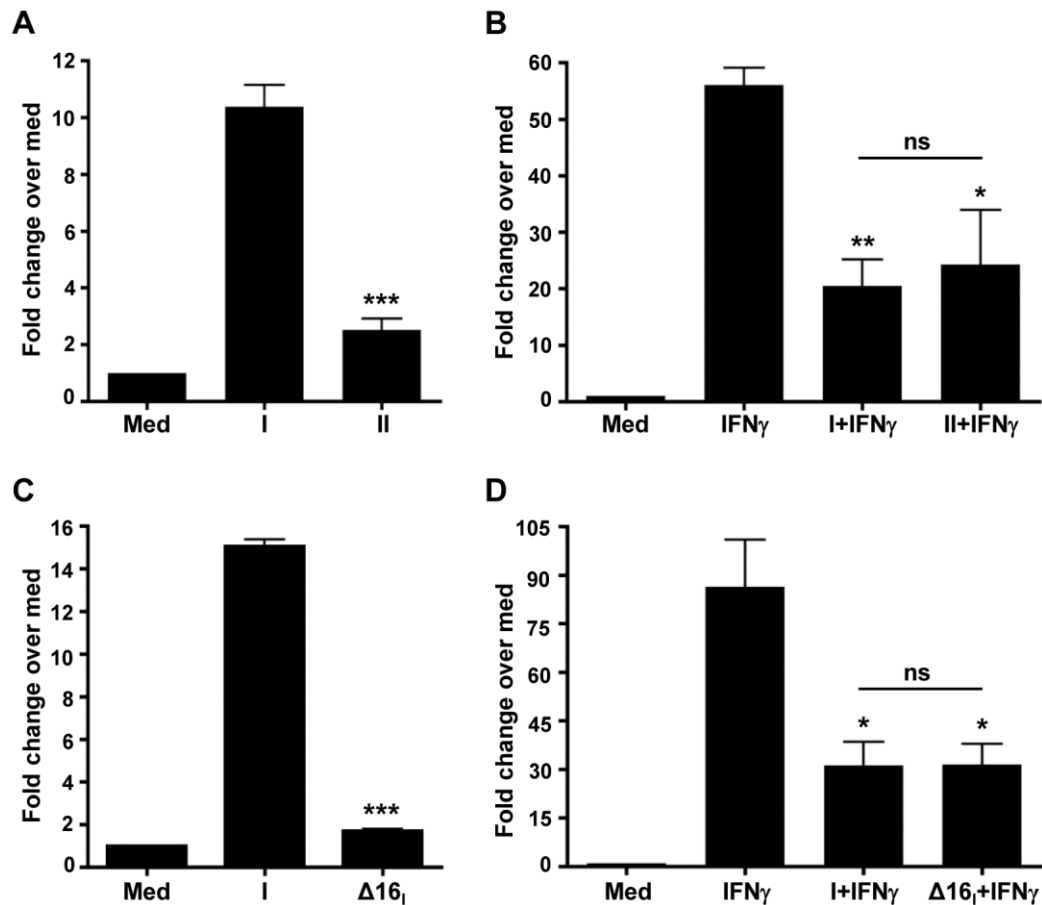 A
Fold change over med
12
10
8
6
4
2
0
***
Med I II
B
Fold change over med
60
50
40
30
20
10
0
ns
** *
Med IFNγ I+IFNγ II+IFNγ
C
Fold change over med
16
14
12
10
8
6
4
2
0
***
Med I Δ16I
D
Fold change over med
105
90
75
60
45
30
15
0
ns
* *
Med IFNγ I+IFNγ Δ16I+IFNγ